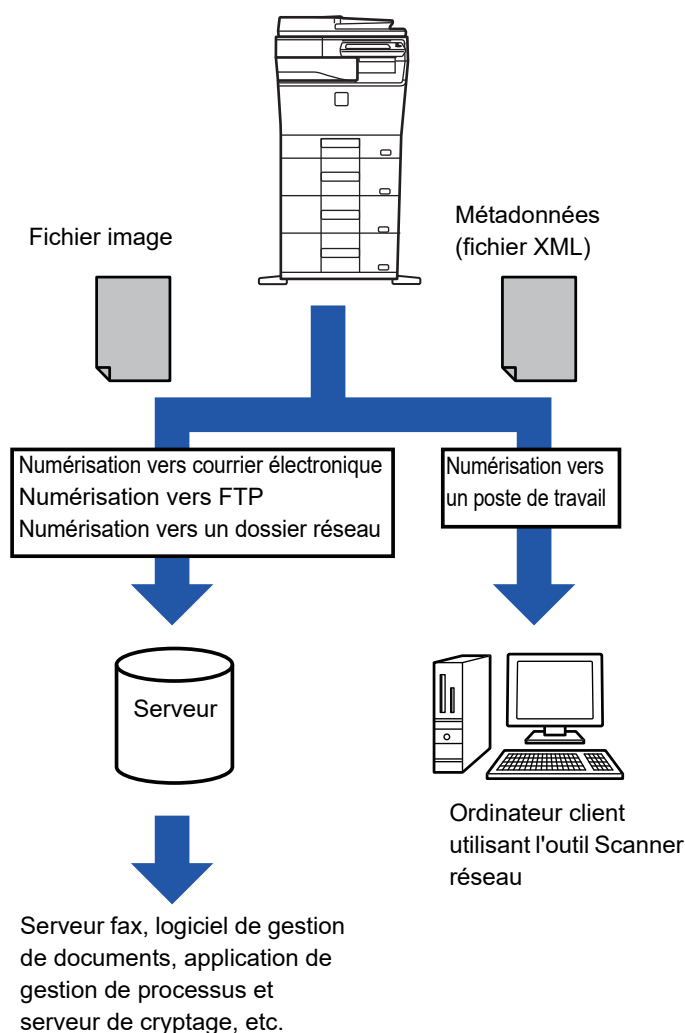 Fichier image
Métadonnées
(fichier XML)
Numérisation vers courrier électronique
Numérisation vers FTP
Numérisation vers un dossier réseau
Numérisation vers
un poste de travail
Serveur
Ordinateur client
utilisant l'outil Scanner
réseau
Serveur fax, logiciel de gestion
de documents, application de
gestion de processus et
serveur de cryptage, etc.